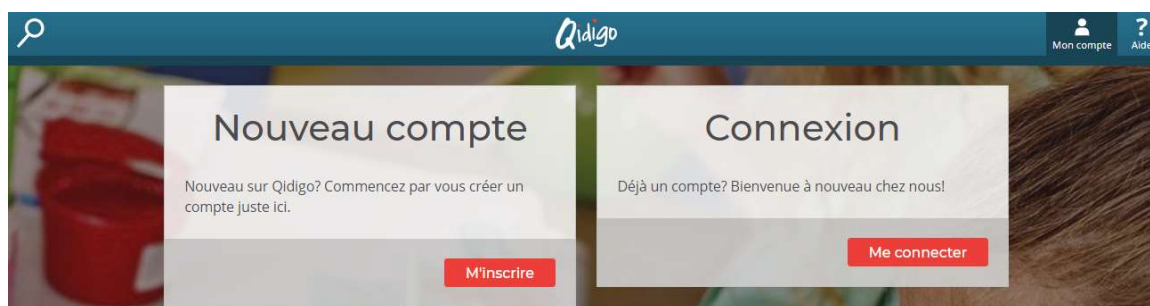 Qidigo
Mon compte
?
Aide
Nouveau compte
Nouveau sur Qidigo? Commencez par vous créer un
compte juste ici.
M'inscrire
Connexion
Déjà un compte? Bienvenue à nouveau chez nous!
Me connecter